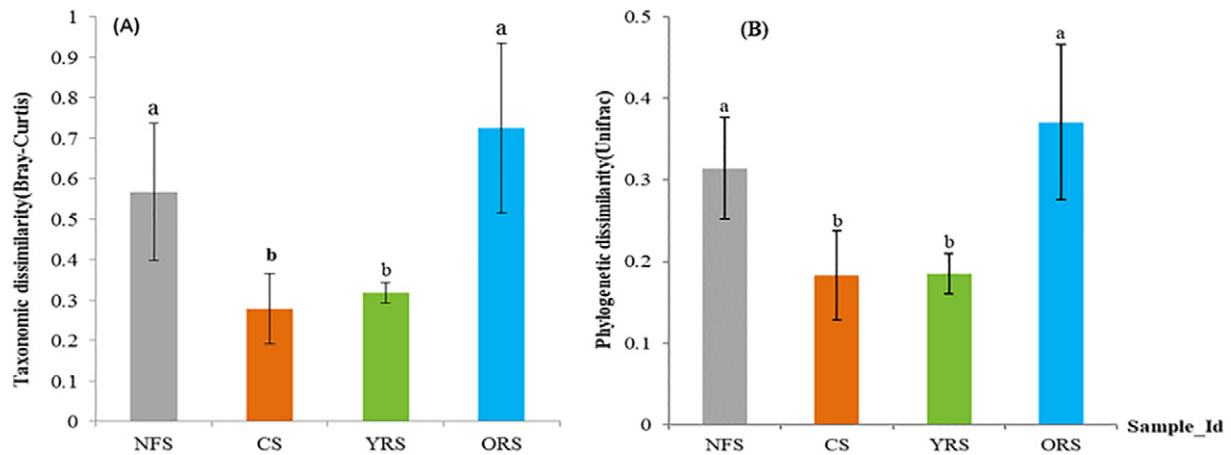 (A)
Taxonomic dissimilarity(Bray-Curtis)
1
0.9
0.8
0.7
0.6
0.5
0.4
0.3
0.2
0.1
0
a
b
b
a
NFS
CS
YRS
ORS
(B)
Phylogenetic dissimilarity(Unifrac)
0.5
0.4
0.3
0.2
0.1
0
a
b
b
a
NFS
CS
YRS
ORS
Sample_Id